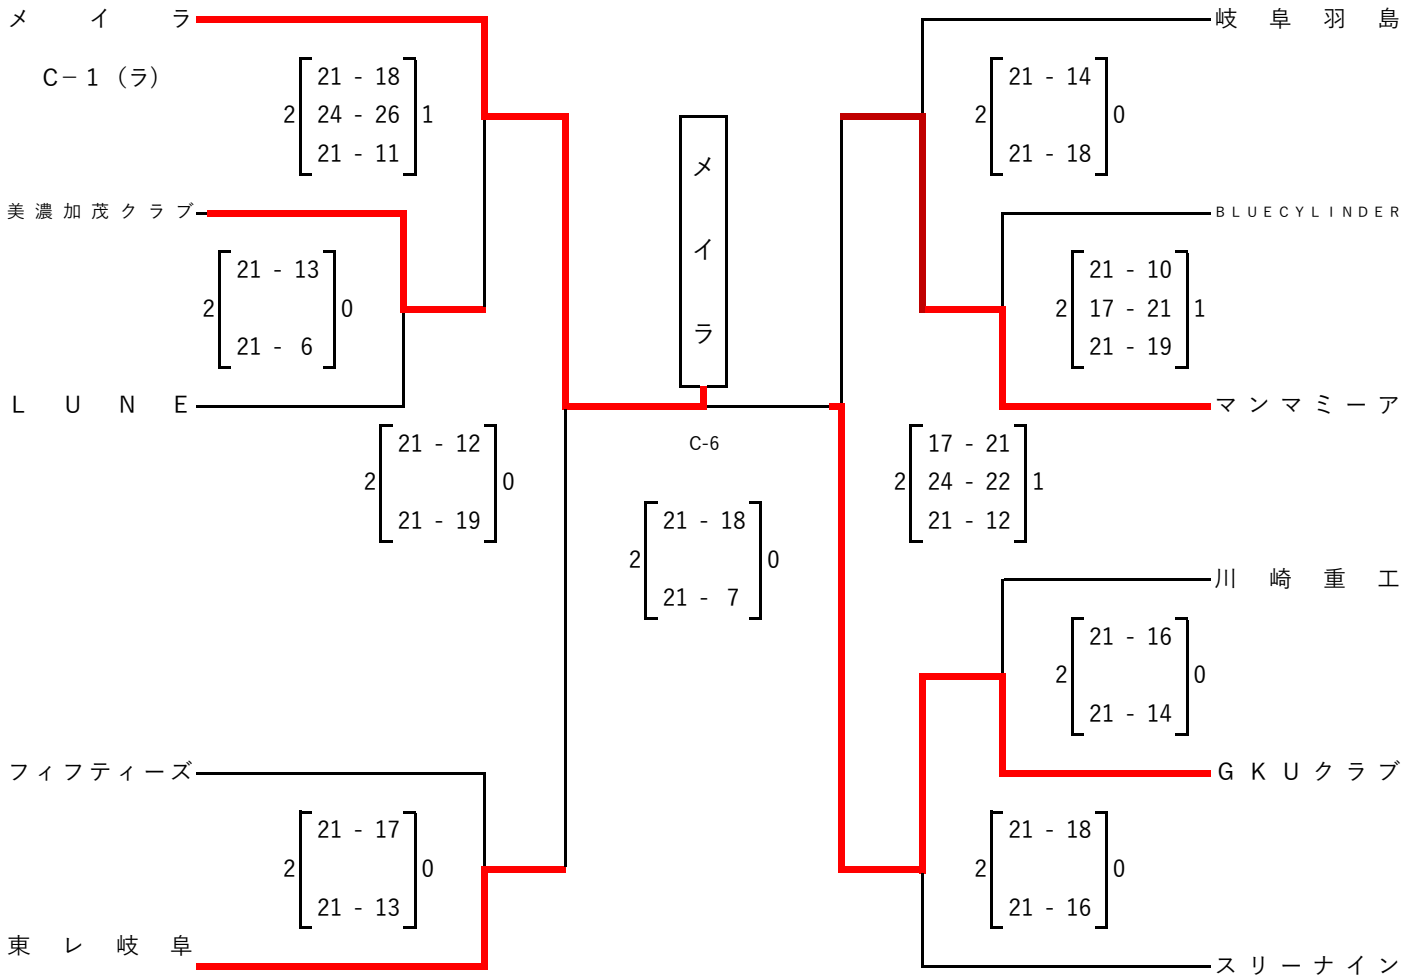 メイラ
C-1（ラ）
2 21 - 18
24 - 26
21 - 11 1
美濃加茂クラブ
2 21 - 13
21 - 6 0
LUNE
2 21 - 12
21 - 19 0
フィフティーズ
2 21 - 17
21 - 13 0
東レ岐阜
メイラ
C-6
2 21 - 18
21 - 7 0
岐阜羽島
2 21 - 14
21 - 18 0
BLUECYLINDER
2 21 - 10
17 - 21
21 - 19 1
マンマミーア
2 17 - 21
24 - 22
21 - 12 1
川崎重工
2 21 - 16
21 - 14 0
GKUクラブ
2 21 - 18
21 - 16 0
スリーナイン